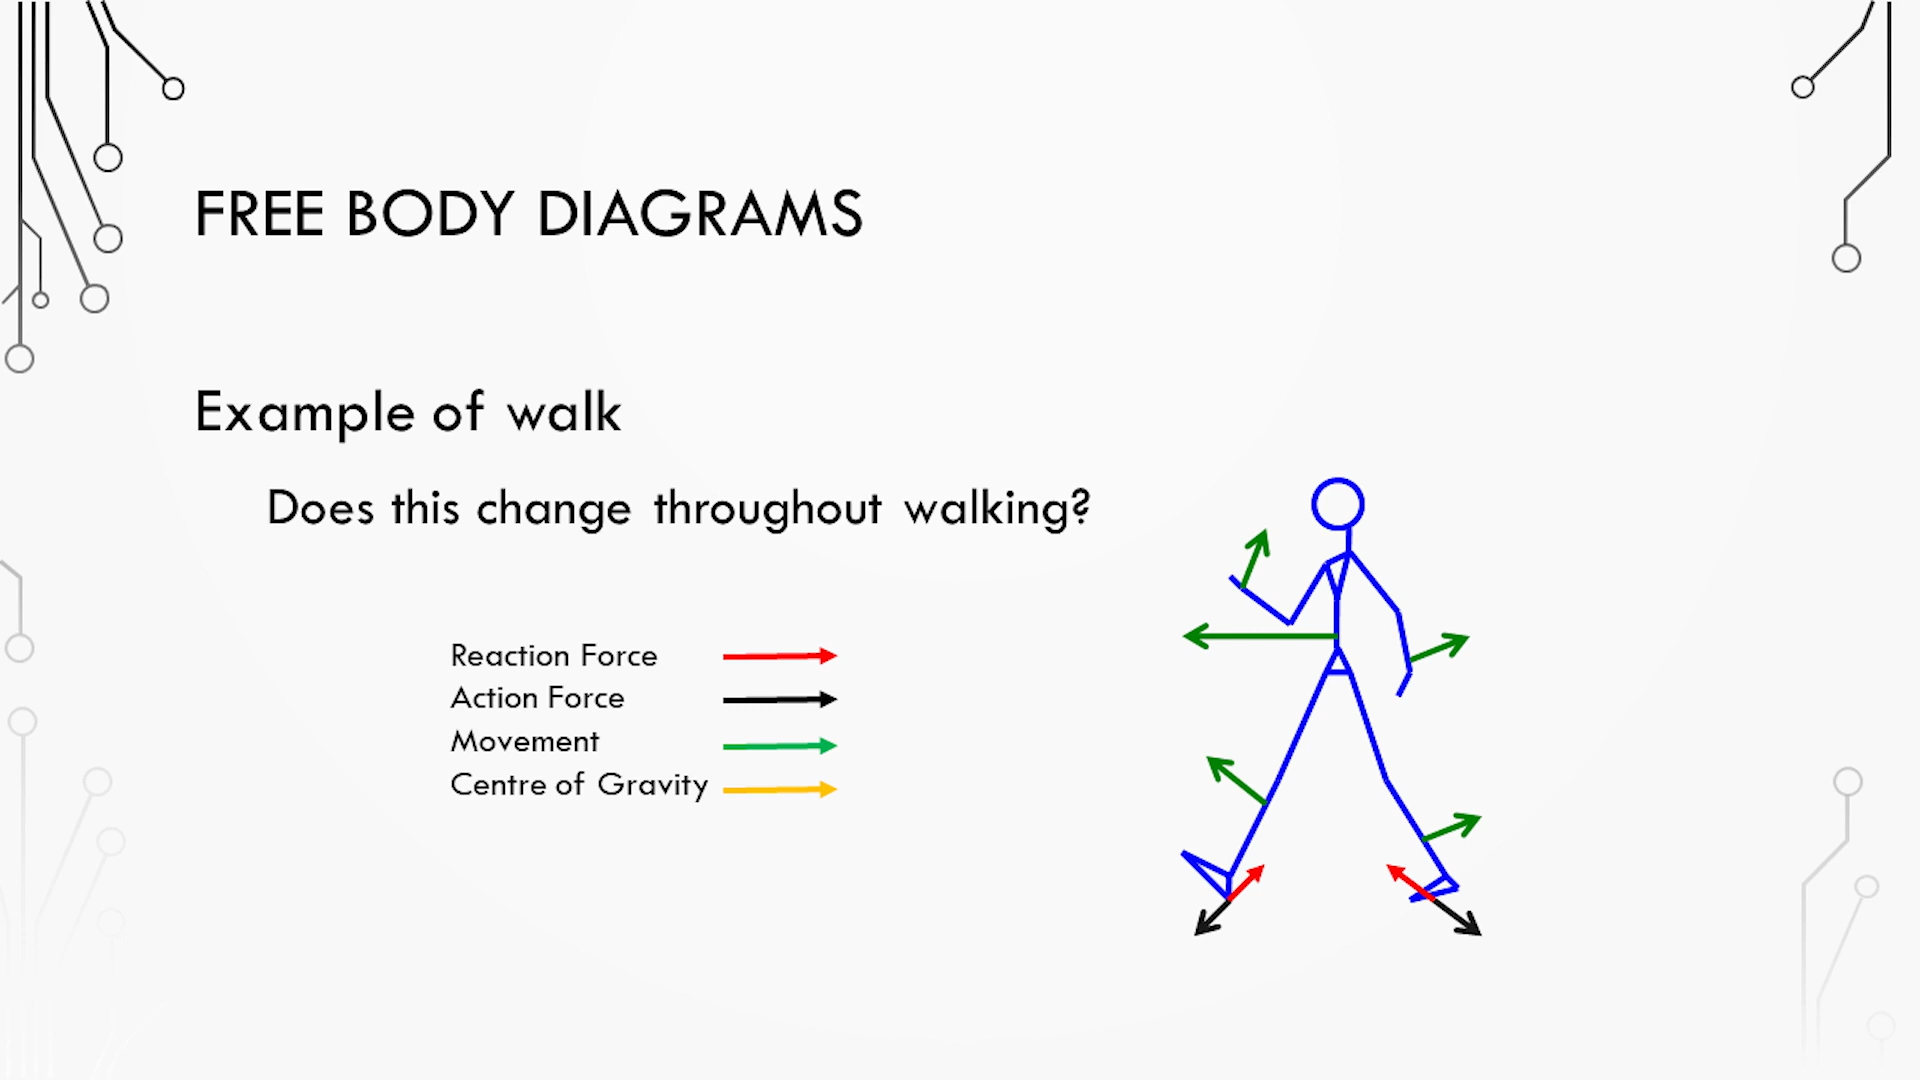 FREE BODY DIAGRAMS
Example of walk
Does this change throughout walking?
Reaction Force
Action Force
Movement
Centre of Gravity